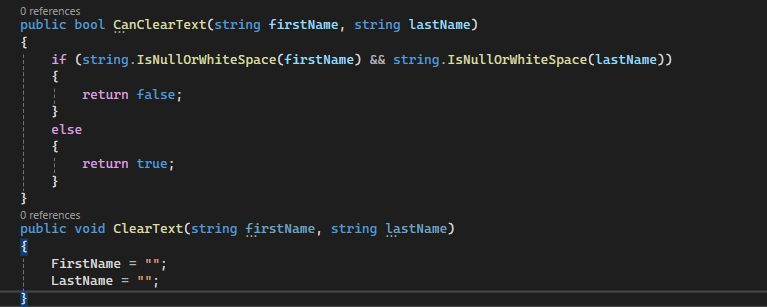 0 references
public bool CanClearText(string firstName, string lastName)
{
if (string.IsNullOrWhiteSpace(firstName) && string.IsNullOrWhiteSpace(lastName))
{
return false;
}
else
{
return true;
}
}
0 references
public void ClearText(string firstName, string lastName)
{
FirstName = "";
LastName = "";
}